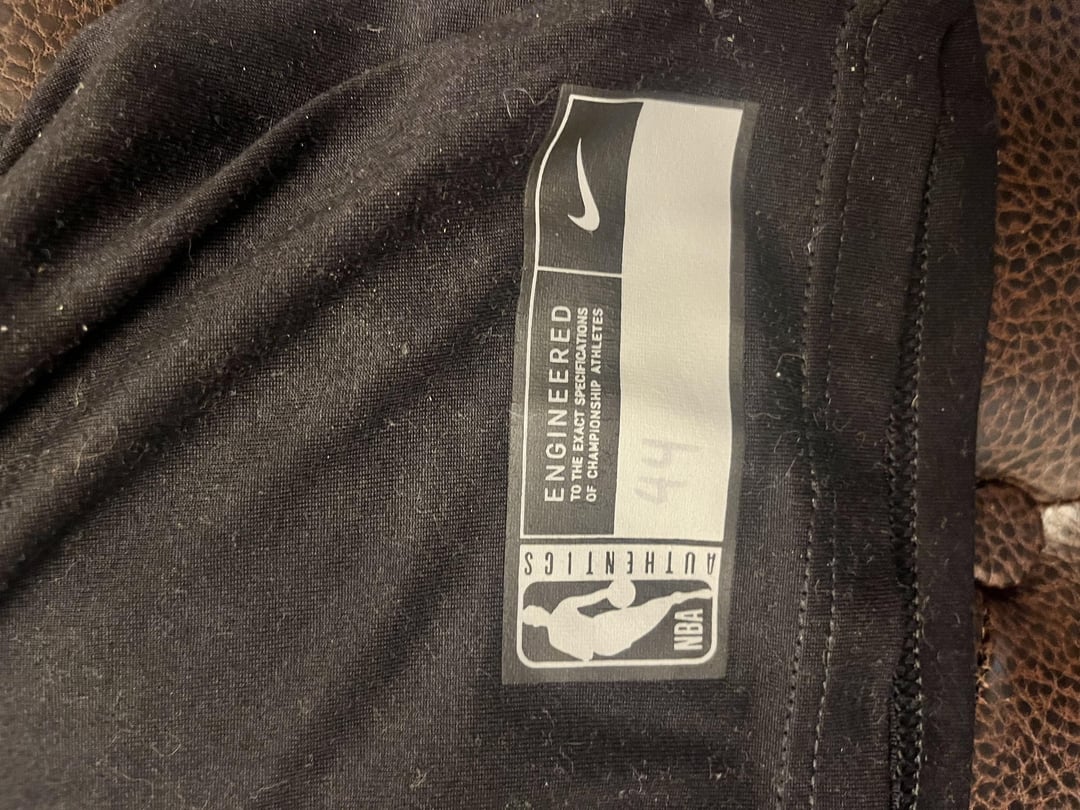 ENGINEERED
TO THE EXACT SPECIFICATIONS
OF CHAMPIONSHIP ATHLETES
44
AUTHENTICS
NBA